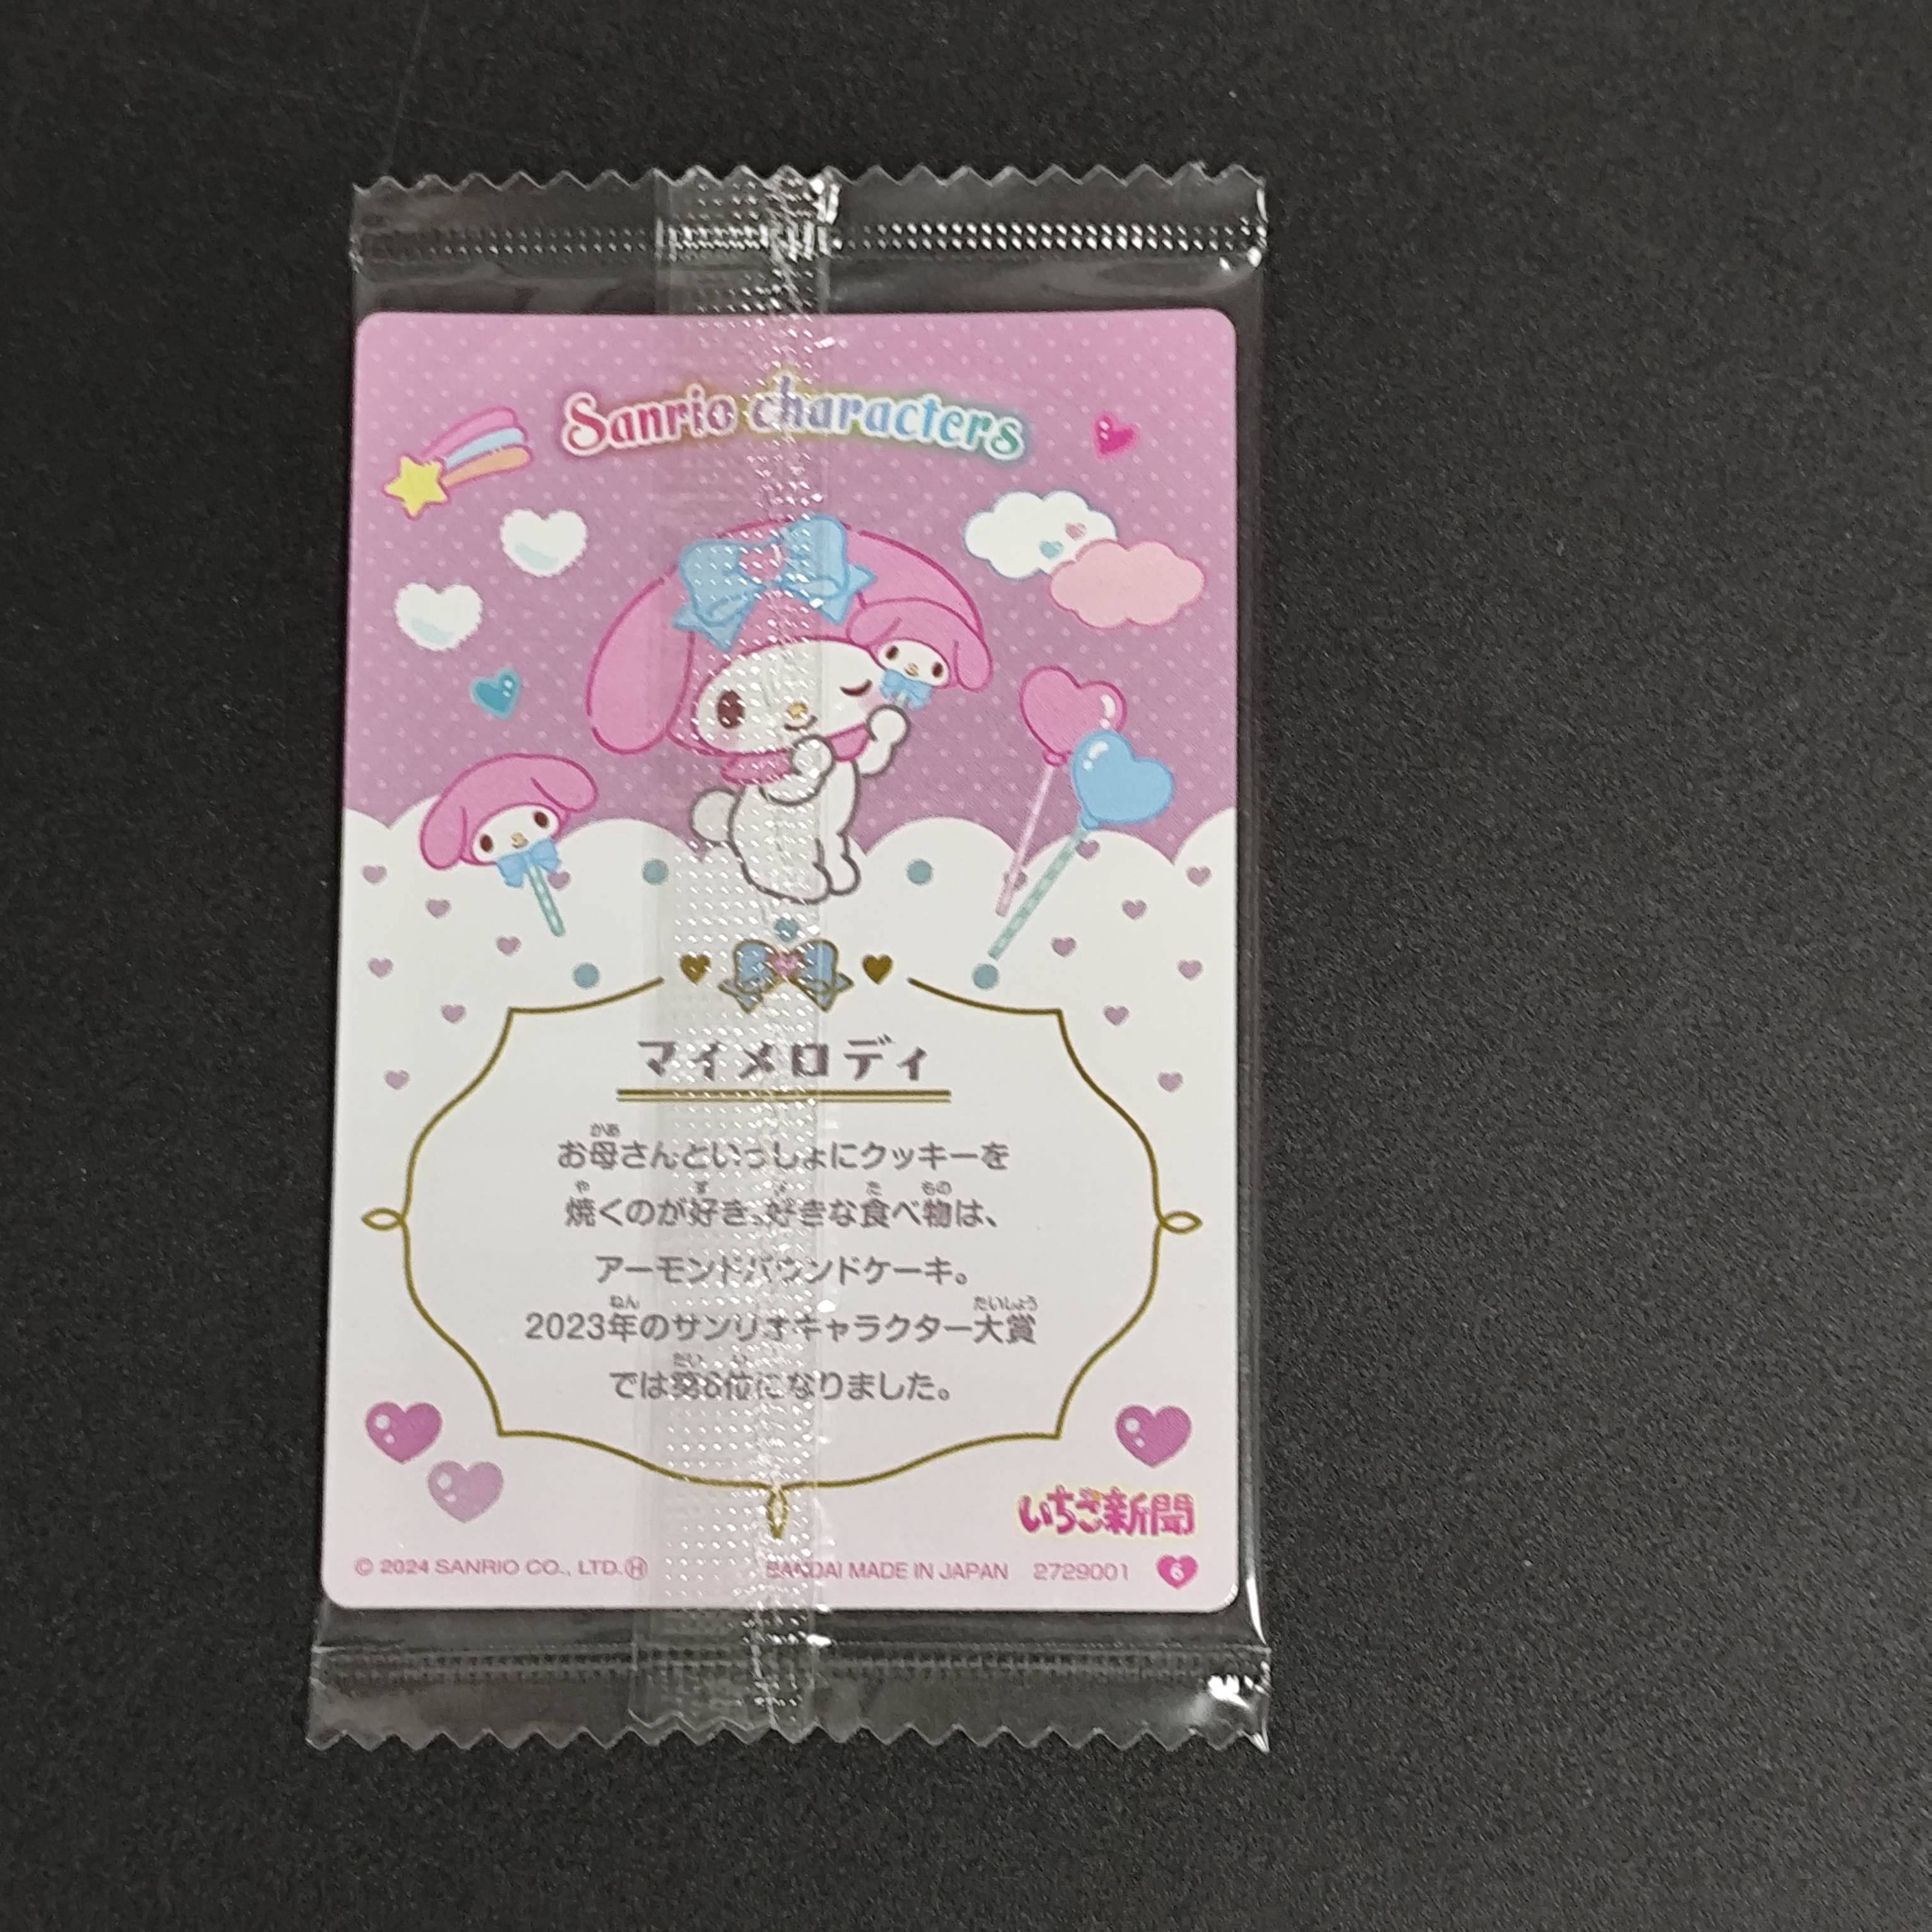 Sanrio characters
マイメロディ
お母さんといっしょにクッキーを
焼くのが好き。好きな食べ物は、
アーモンドパウンドケーキ。
2023年のサンリオキャラクター大賞
では第6位になりました。
いちご新聞
© 2024 SANRIO CO., LTD. Ⓗ BANDAI MADE IN JAPAN 2729001 6